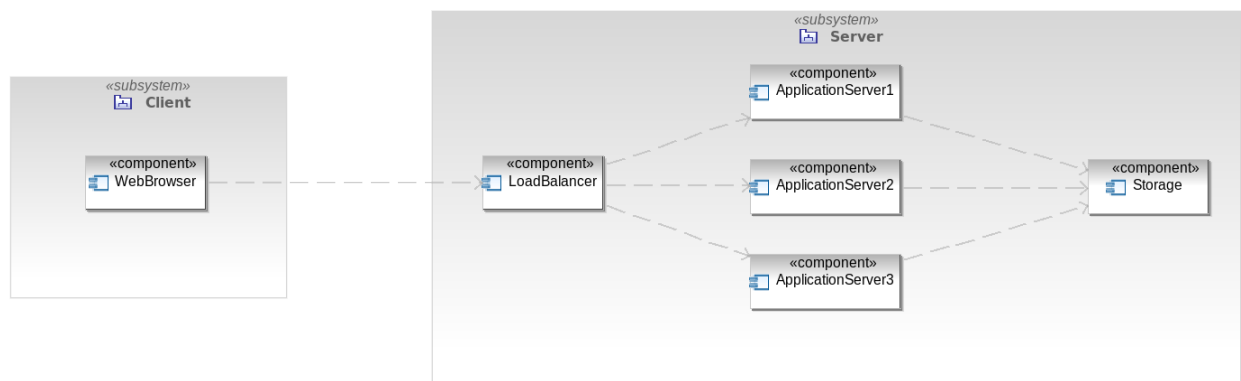 «subsystem»
Client
«component»
WebBrowser
«subsystem»
Server
«component»
LoadBalancer
«component»
ApplicationServer1
«component»
ApplicationServer2
«component»
ApplicationServer3
«component»
Storage